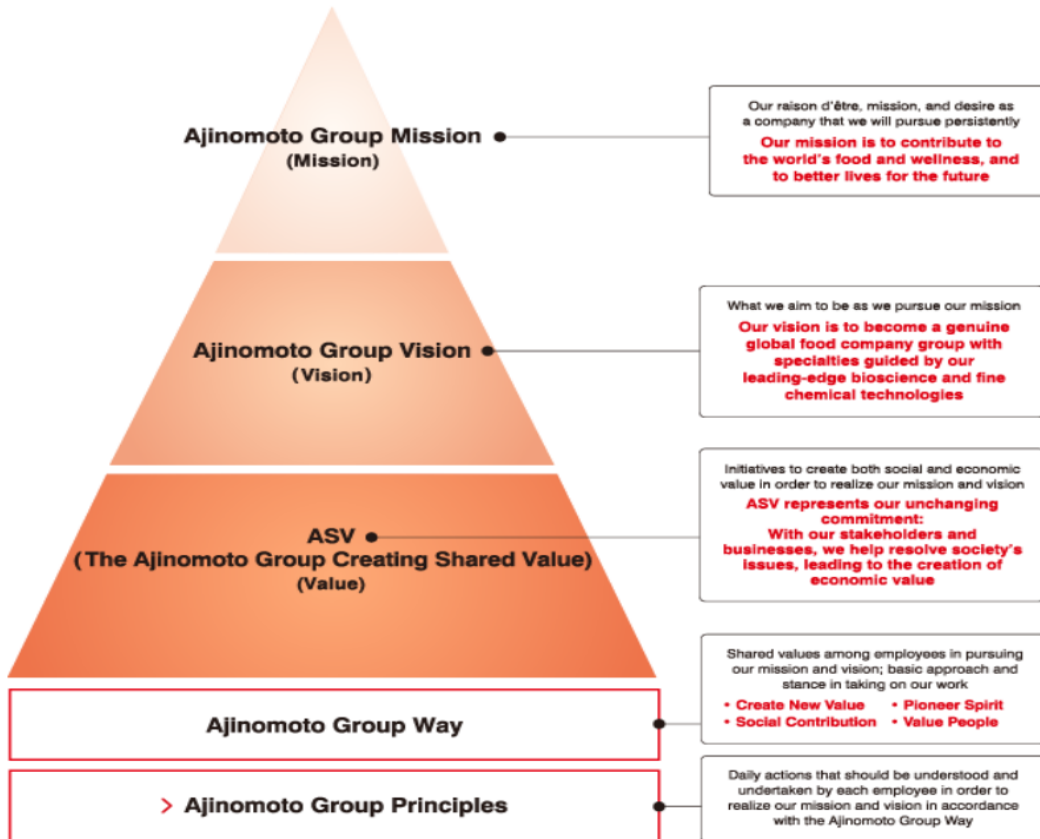 Ajinomoto Group Mission
(Mission)
Our raison d'être, mission, and desire as
a company that we will pursue persistently
Our mission is to contribute to
the world's food and wellness, and
to better lives for the future
Ajinomoto Group Vision
(Vision)
What we aim to be as we pursue our mission
Our vision is to become a genuine
global food company group with
specialties guided by our
leading-edge bioscience and fine
chemical technologies
ASV
(The Ajinomoto Group Creating Shared Value)
(Value)
Initiatives to create both social and economic
value in order to realize our mission and vision
ASV represents our unchanging
commitment:
With our stakeholders and
businesses, we help resolve society's
issues, leading to the creation of
economic value
Ajinomoto Group Way
Shared values among employees in pursuing
our mission and vision; basic approach and
stance in taking on our work
• Create New Value • Pioneer Spirit
• Social Contribution • Value People
> Ajinomoto Group Principles
Daily actions that should be understood and
undertaken by each employee in order to
realize our mission and vision in accordance
with the Ajinomoto Group Way